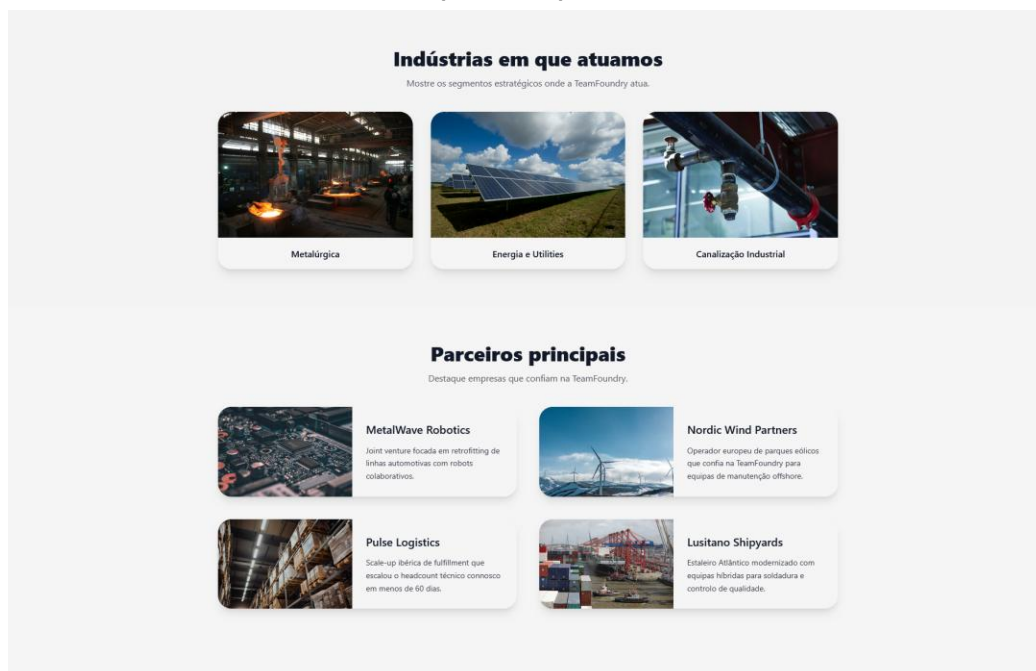 Indústrias em que atuamos
Mostre os segmentos estratégicos onde a TeamFoundry atua.
Metalúrgica
Energia e Utilities
Canalização Industrial
Parceiros principais
Destaque empresas que confiam na TeamFoundry.
MetalWave Robotics
Joint venture focada em retrofitting de
linhas automotivas com robots
colaborativos.
Nordic Wind Partners
Operador europeu de parques eólicos
que confia na TeamFoundry para
equipas de manutenção offshore.
Pulse Logistics
Scale-up ibérica de fulfillment que
escalou o headcount técnico connosco
em menos de 60 dias.
Lusitano Shipyards
Estaleiro Atlântico modernizado com
equipas híbridas para soldadura e
controlo de qualidade.